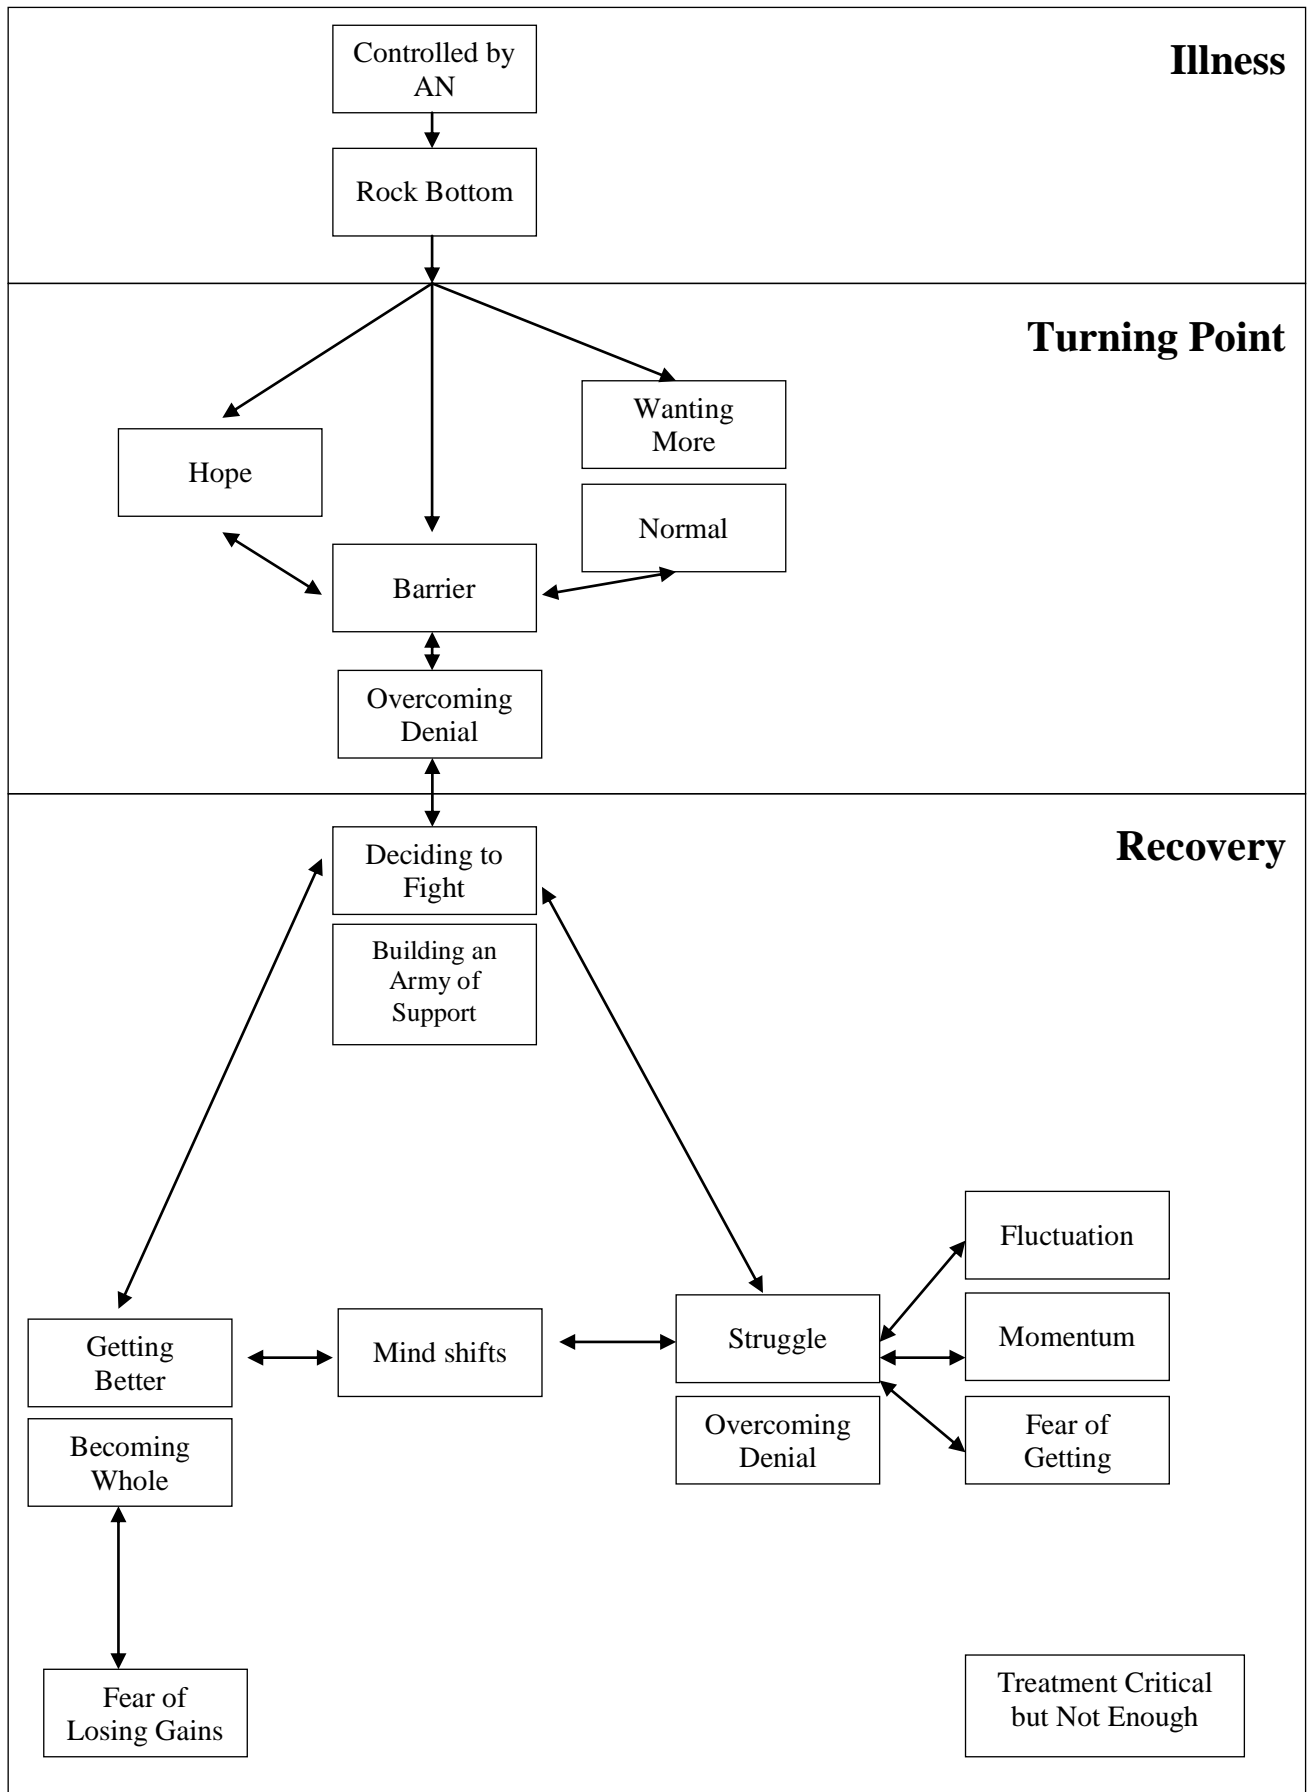 Illness
Controlled by
AN
Rock Bottom
Turning Point
Wanting
More
Hope
Normal
Barrier
Overcoming
Denial
Recovery
Deciding to
Fight
Building an
Army of
Support
Fluctuation
Getting
Better
Mind shifts
Struggle
Momentum
Becoming
Whole
Overcoming
Denial
Fear of
Getting
Fear of
Losing Gains
Treatment Critical
but Not Enough